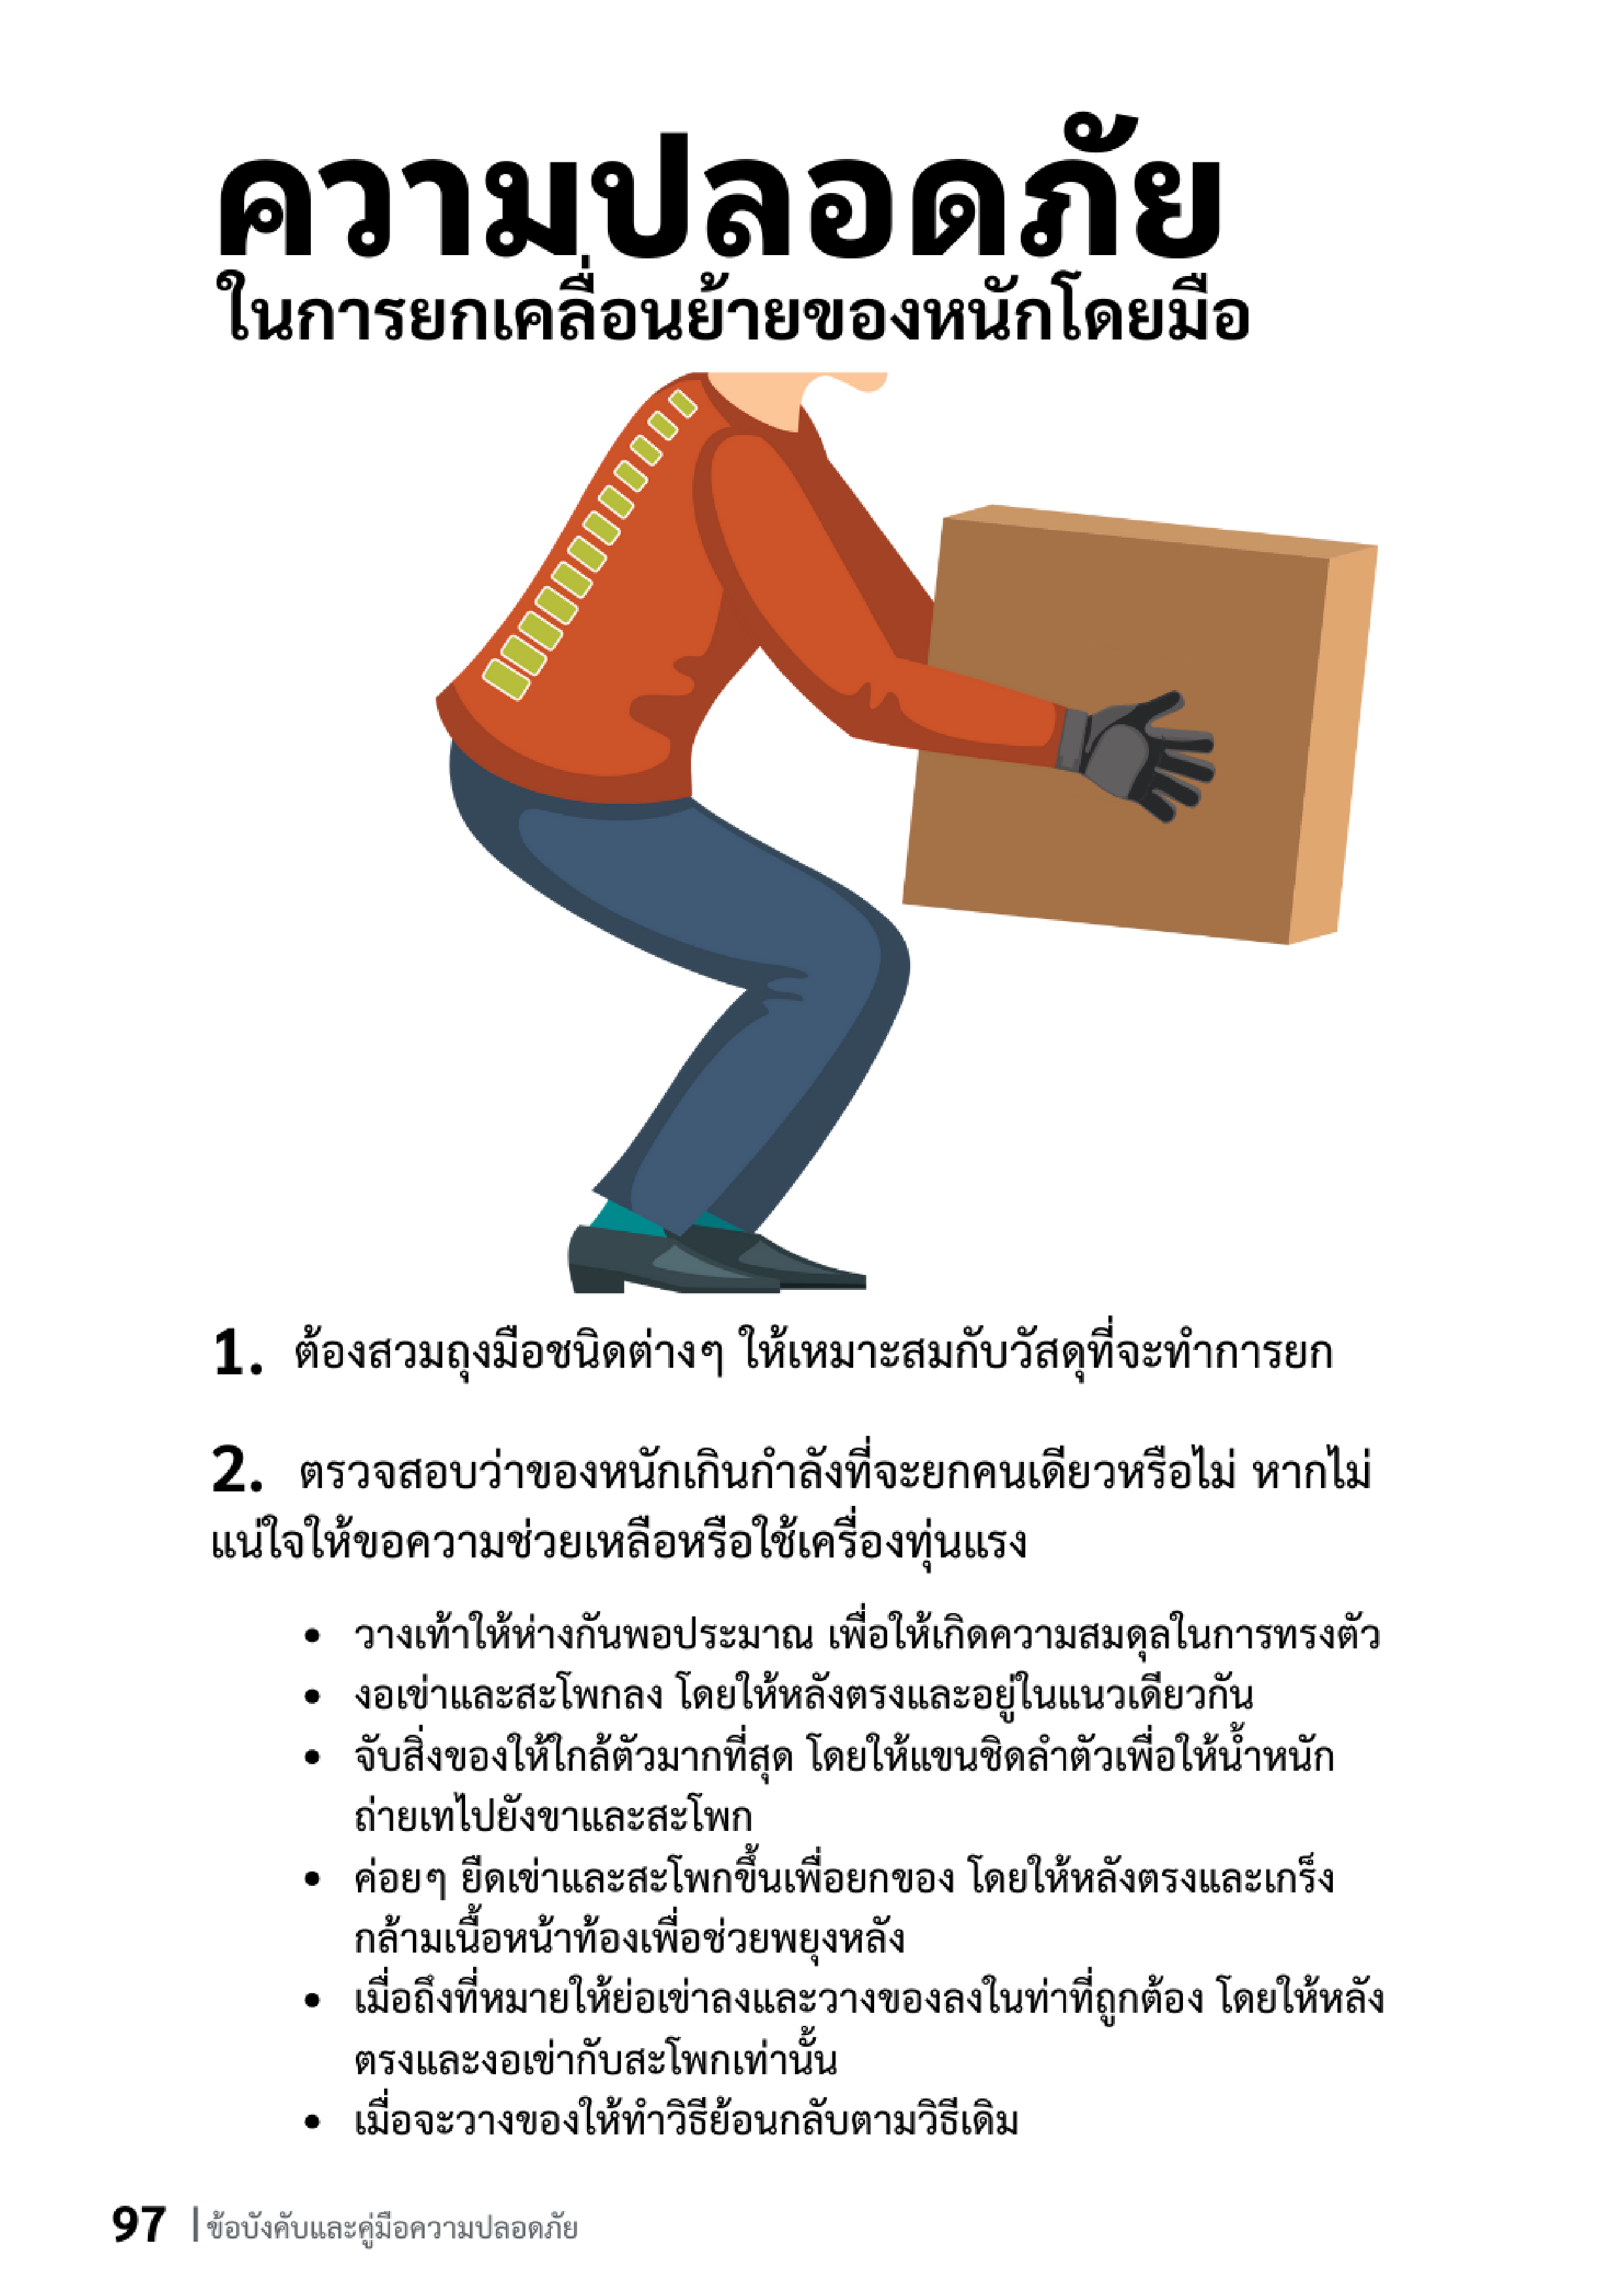 ความปลอดภัย
ในการยกเคลื่อนย้ายของหนักโดยมือ
1. ต้องสวมถุงมือชนิดต่างๆ ให้เหมาะสมกับวัสดุที่จะทำการยก
2. ตรวจสอบว่าของหนักเกินกำลังที่จะยกคนเดียวหรือไม่ หากไม่
แน่ใจให้ขอความช่วยเหลือหรือใช้เครื่องทุ่นแรง
• วางเท้าให้ห่างกันพอประมาณ เพื่อให้เกิดความสมดุลในการทรงตัว
• งอเข่าและสะโพกลง โดยให้หลังตรงและอยู่ในแนวเดียวกัน
• จับสิ่งของให้ใกล้ตัวมากที่สุด โดยให้แขนชิดลำตัวเพื่อให้น้ำหนัก
ถ่ายเทไปยังขาและสะโพก
• ค่อยๆ ยืดเข่าและสะโพกขึ้นเพื่อยกของ โดยให้หลังตรงและเกร็ง
กล้ามเนื้อหน้าท้องเพื่อช่วยพยุงหลัง
• เมื่อถึงที่หมายให้ย่อเข่าลงและวางของลงในท่าที่ถูกต้อง โดยให้หลัง
ตรงและงอเข่ากับสะโพกเท่านั้น
• เมื่อจะวางของให้ทำวิธีย้อนกลับตามวิธีเดิม
97 | ข้อบังคับและคู่มือความปลอดภัย